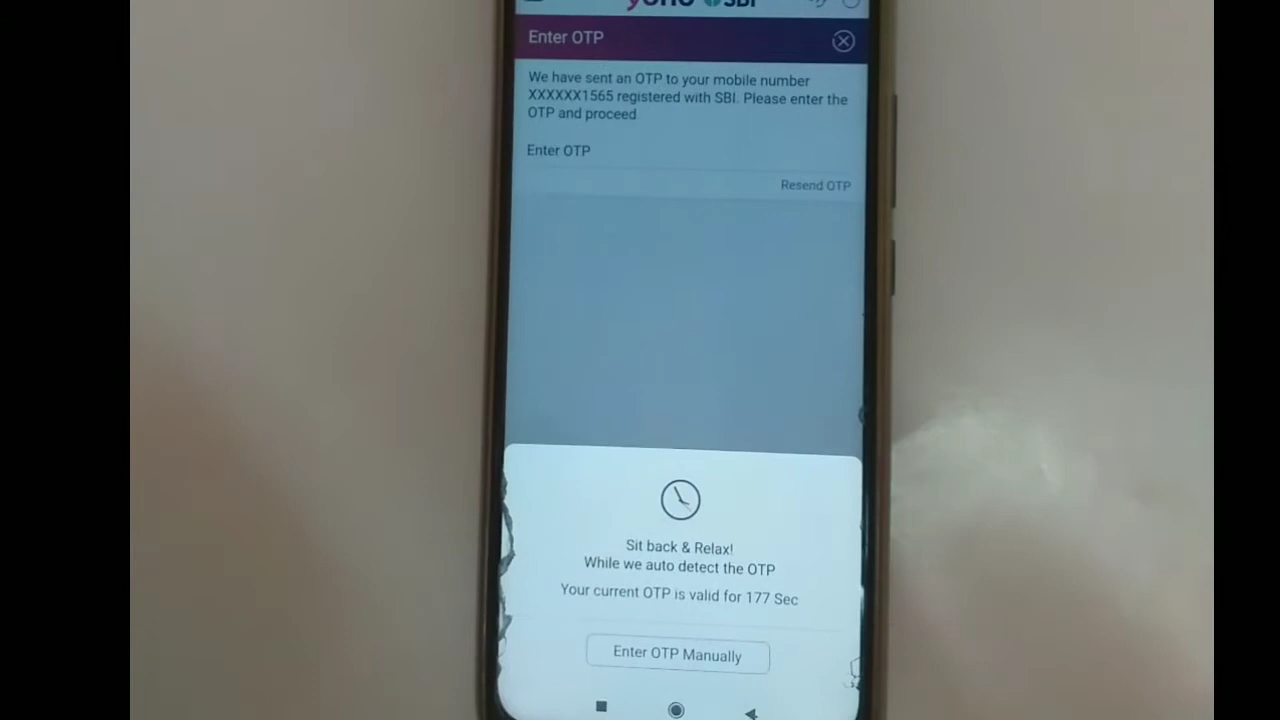 yono SBI
Enter OTP
We have sent an OTP to your mobile number
XXXXXX1565 registered with SBI. Please enter the
OTP and proceed
Enter OTP
Resend OTP
Sit back & Relax!
While we auto detect the OTP
Your current OTP is valid for 177 Sec
Enter OTP Manually